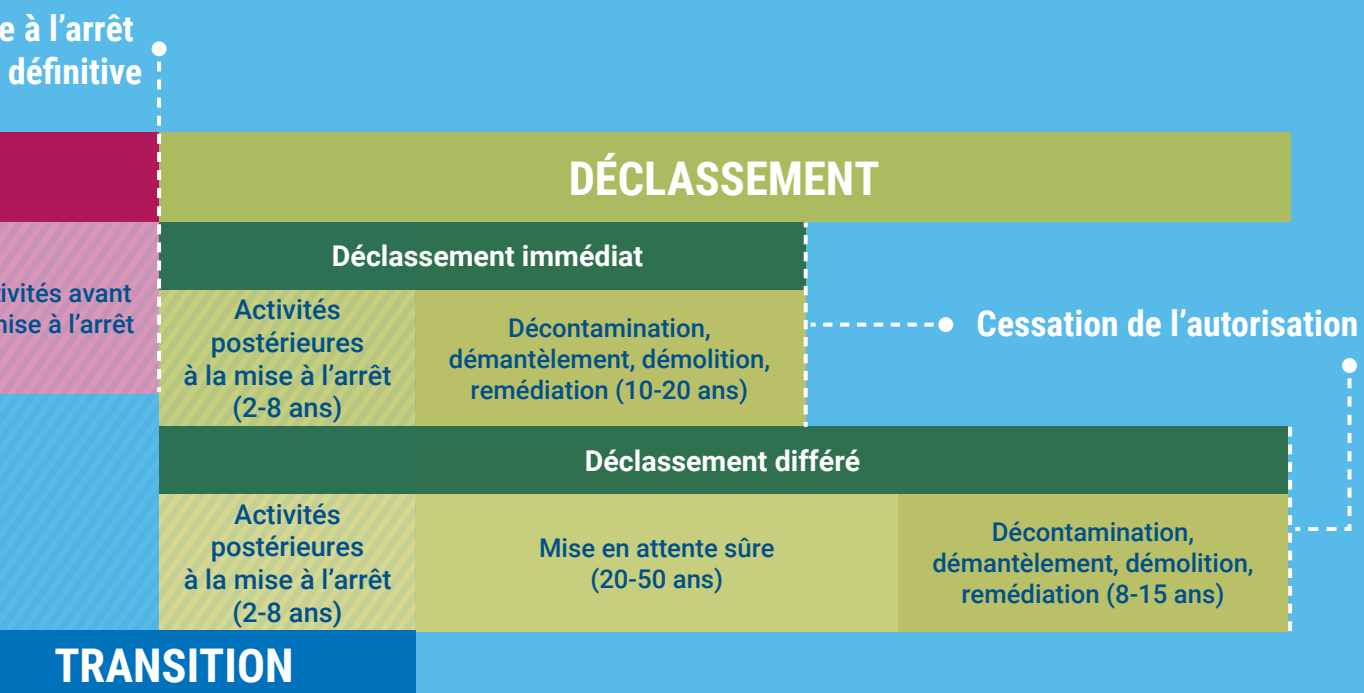 à l’arrêt
définitive
DÉCLASSEMENT
Déclassement immédiat
avant
à l’arrêt
Activités
postérieures
à la mise à l’arrêt
(2-8 ans)
Décontamination,
démantèlement, démolition,
remédiation (10-20 ans)
Cessation de l’autorisation
Déclassement différé
Activités
postérieures
à la mise à l’arrêt
(2-8 ans)
Mise en attente sûre
(20-50 ans)
Décontamination,
démantèlement, démolition,
remédiation (8-15 ans)
TRANSITION